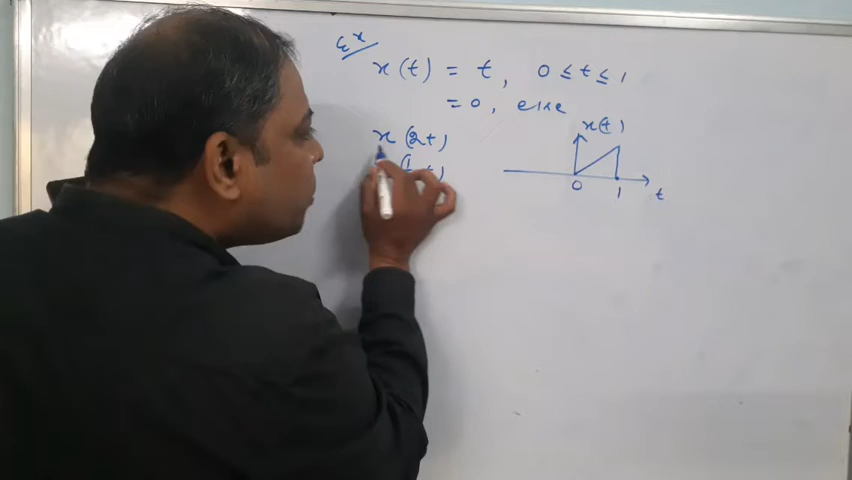 Ex
x(t) = t, 0 ≤ t ≤ 1
= 0, else
x(2t)
x(t)
0
1
t